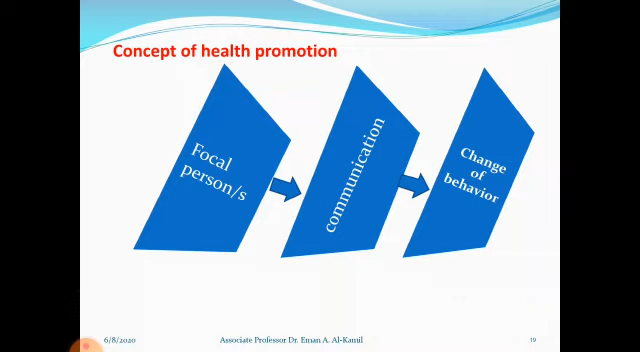 Concept of health promotion
Focal
person/s
communication
Change
of
behavior
6/8/2020
Associate Professor Dr. Eman A. Al-Kamil
19